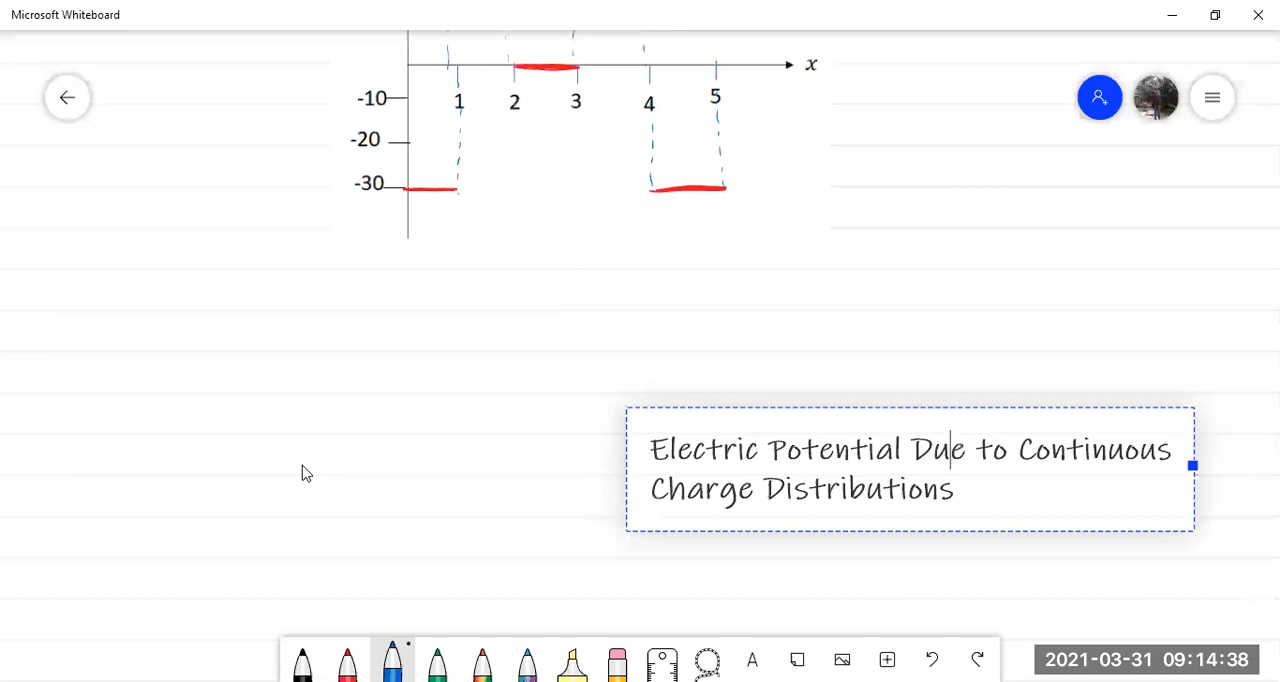 Microsoft Whiteboard
x
-10
1 2 3 4 5
-20
-30
Electric Potential Due to Continuous
Charge Distributions
A
2021-03-31 09:14:38